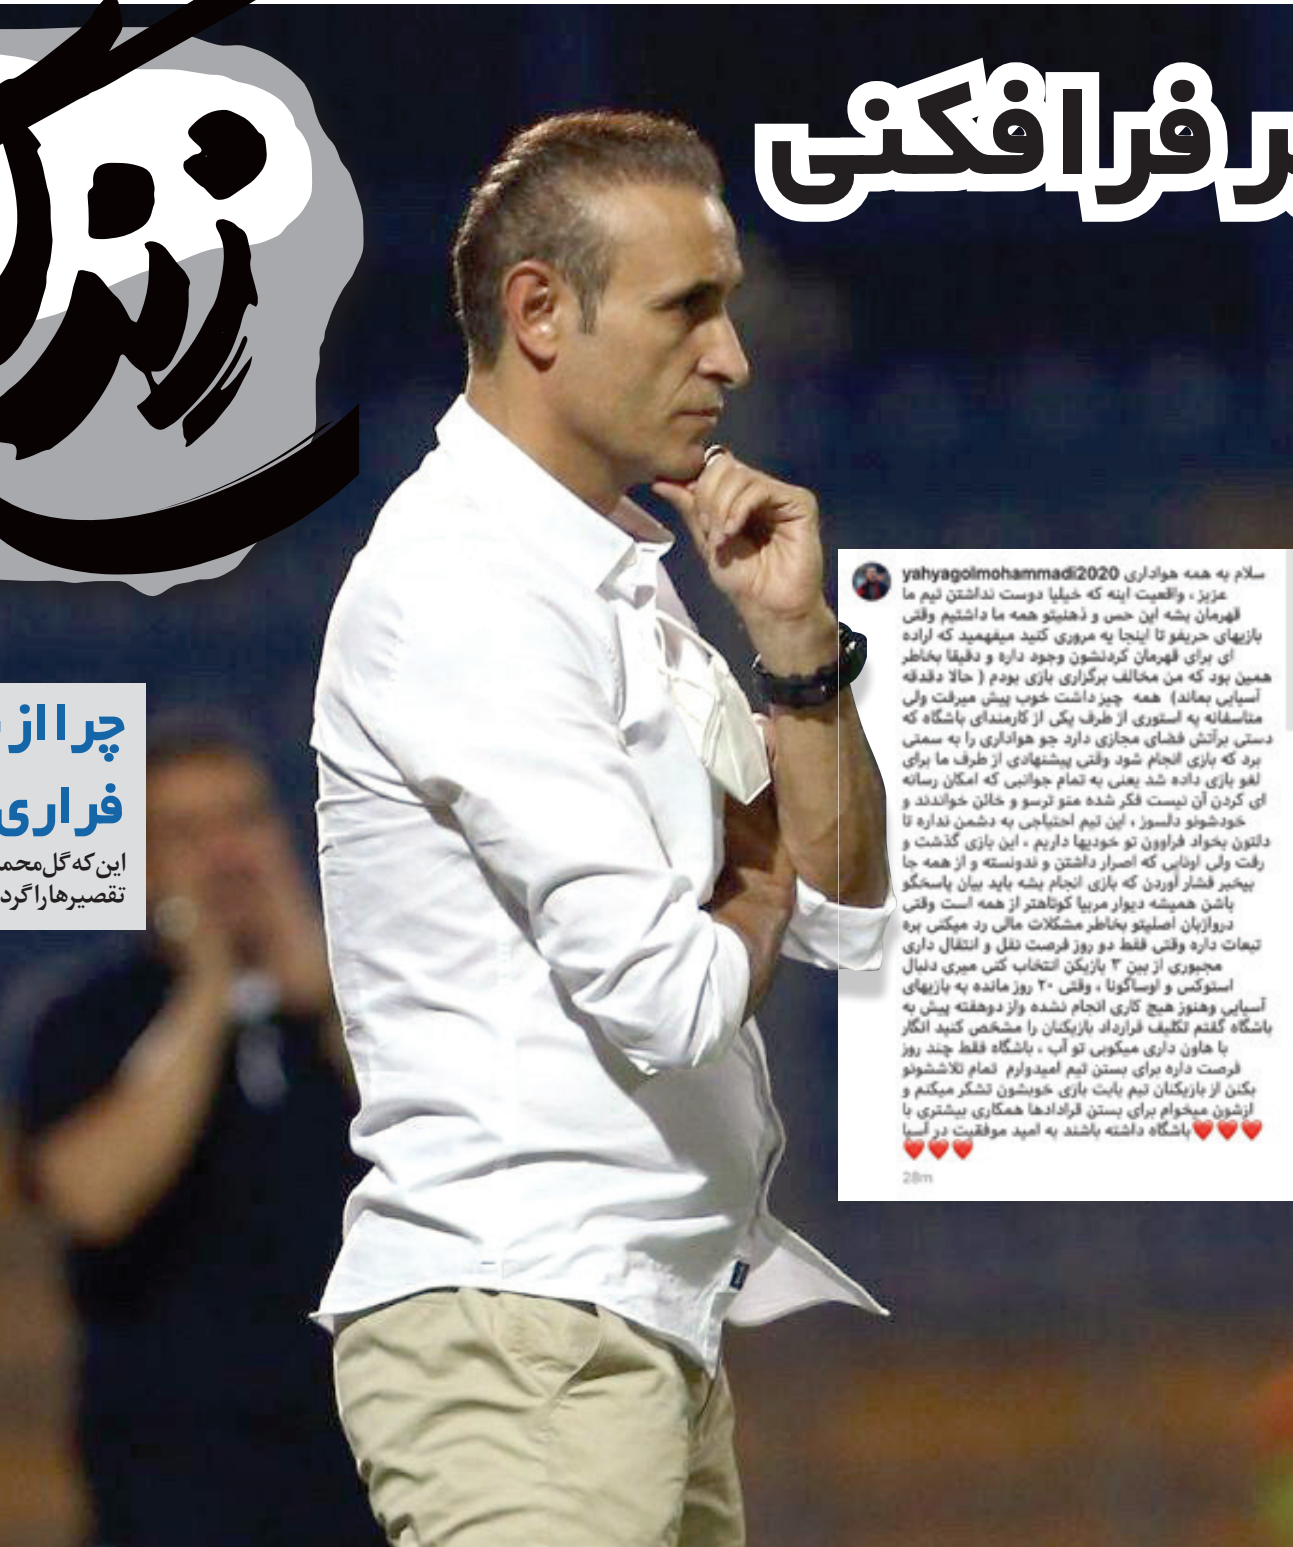 ر فرافکنی
زندگ
yahyagolmohammadi2020 سلام به همه هواداری
عزیز ، واقعیت اینه که خیلیا دوست نداشتن تیم ما
قهرمان بشه این حس و ذهنیتو همه ما داشتیم وقتی
بازیهای حریفو تا اینجا یه مروری کنید میفهمید که اراده
ای برای قهرمان کردنشون وجود داره و دقیقا بخاطر
همین بود که من مخالف برگزاری بازی بودم ( حالا دقدقه
آسیایی بماند) همه چیز داشت خوب پیش میرفت ولی
متاسفانه یه استوری از طرف یکی از کارمندای باشگاه که
دستی برآتش فضای مجازی دارد جو هواداری را به سمتی
برد که بازی انجام شود وقتی پیشنهادی از طرف ما برای
لغو بازی داده شد یعنی به تمام جوانبی که امکان رسانه
ای کردن آن نیست فکر شده منو ترسو و خائن خواندند و
خودشونو دلسوز ، این تیم احتیاجی به دشمن نداره تا
دلتون بخواد فراوون تو خودیها داریم ، این بازی گذشت و
رفت ولی اونایی که اصرار داشتن و ندونسته و از همه جا
بیخبر فشار آوردن که بازی انجام بشه باید بیان پاسخگو
باشن همیشه دیوار مربیا کوتاهتر از همه است وقتی
دروازبان اصلیتو بخاطر مشکلات مالی رد میکنی بره
تبعات داره وقتی فقط دو روز فرصت نقل و انتقال داری
مجبوری از بین ۳ بازیکن انتخاب کنی میری دنبال
استوکس و اوساگونا ، وقتی ۲۰ روز مانده به بازیهای
آسیایی وهنوز هیچ کاری انجام نشده واز دوهفته پیش به
باشگاه گفتم تکلیف قرارداد بازیکنان را مشخص کنید انگار
با هاون داری میکوبی تو آب ، باشگاه فقط چند روز
فرصت داره برای بستن تیم امیدوارم تمام تلاششونو
بکنن از بازیکنان تیم بابت بازی خوبشون تشکر میکنم و
ازشون میخوام برای بستن قرادادها همکاری بیشتری با
باشگاه داشته باشند به امید موفقیت در آسیا❤️❤️❤️
❤️❤️❤️
28m
چرا از
فراری
این که گل‌محمد
تقصیرها را گرد